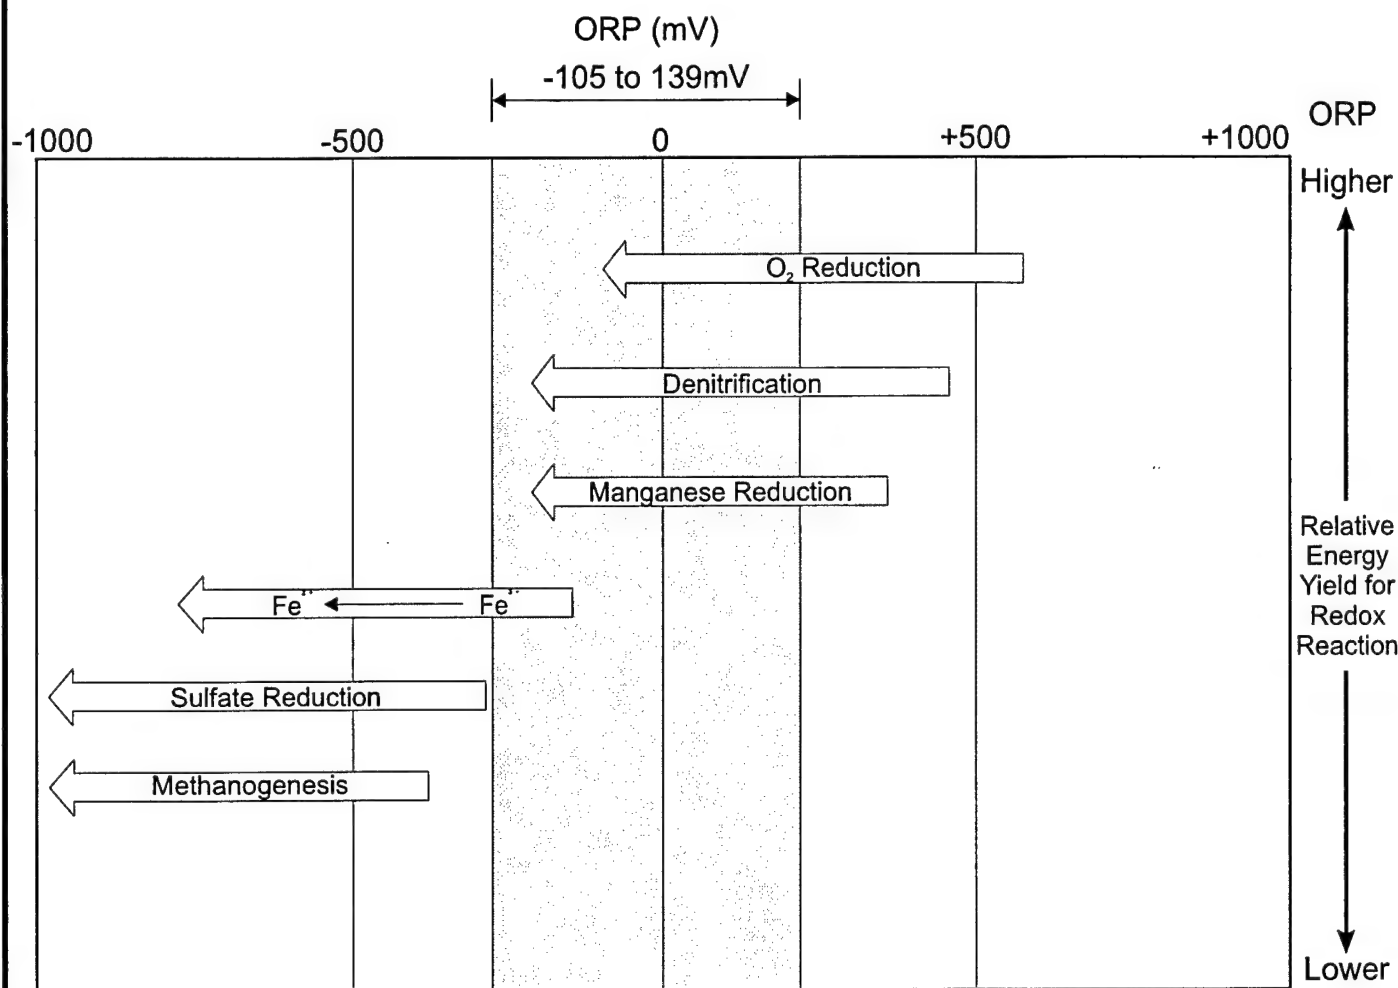 ORP (mV)
-105 to 139mV
-1000
-500
0
+500
+1000
ORP
Higher
O₂ Reduction
Denitrification
Manganese Reduction
Relative
Energy
Yield for
Redox
Reaction
Fe
Fe
Sulfate Reduction
Methanogenesis
Lower